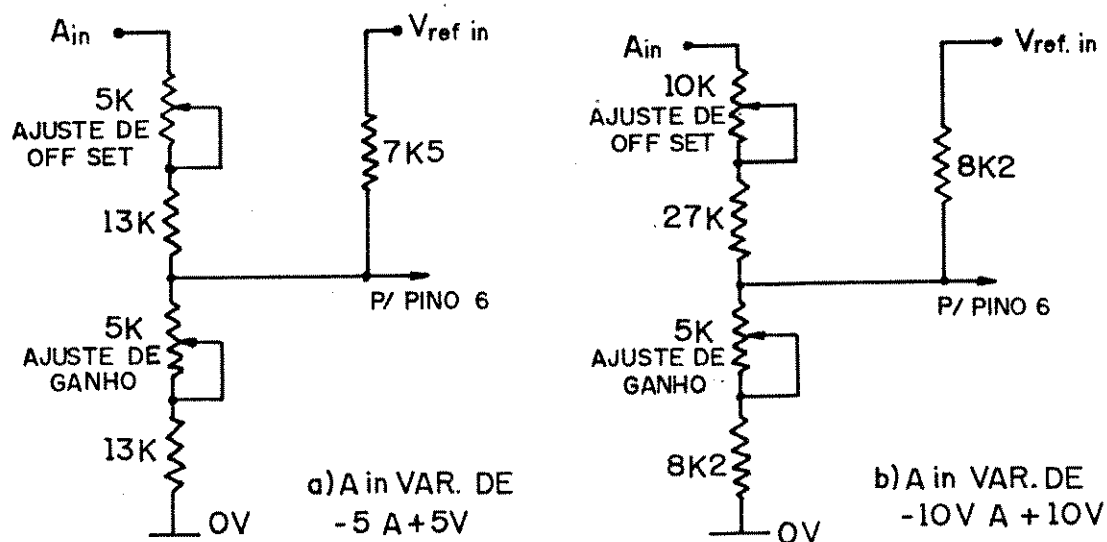 Ain
Vref in
5K
AJUSTE DE
OFF SET
7K5
13K
P/ PINO 6
5K
AJUSTE DE
GANHO
13K
a) A in VAR. DE
-5 A +5V
0V
Ain
Vref. in
10K
AJUSTE DE
OFF SET
8K2
27K
P/ PINO 6
5K
AJUSTE DE
GANHO
8K2
b) A in VAR. DE
-10V A +10V
0V